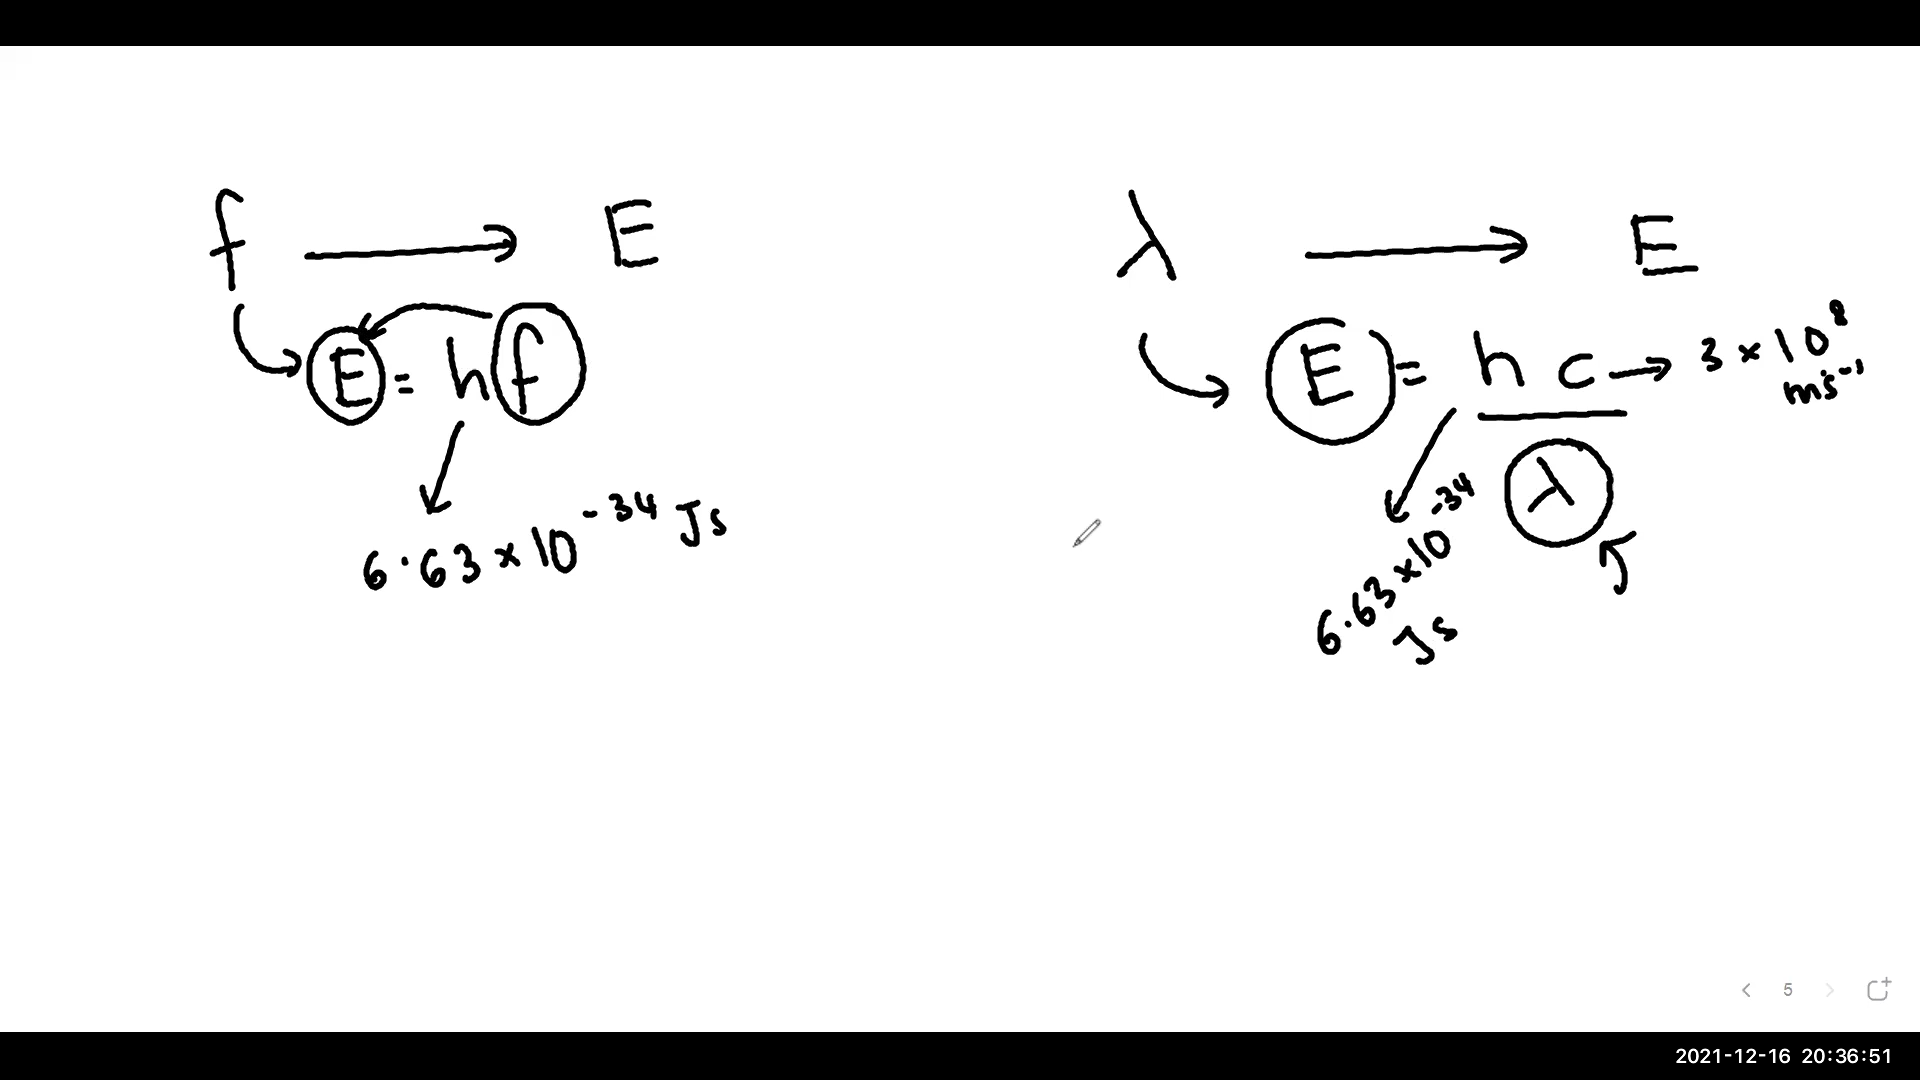 f → E
E = hf
6.63 × 10⁻³⁴ Js
λ → E
E = hc → 3 × 10⁸
ms⁻¹
λ
6.63 × 10⁻³⁴
Js
5
2021-12-16 20:36:51